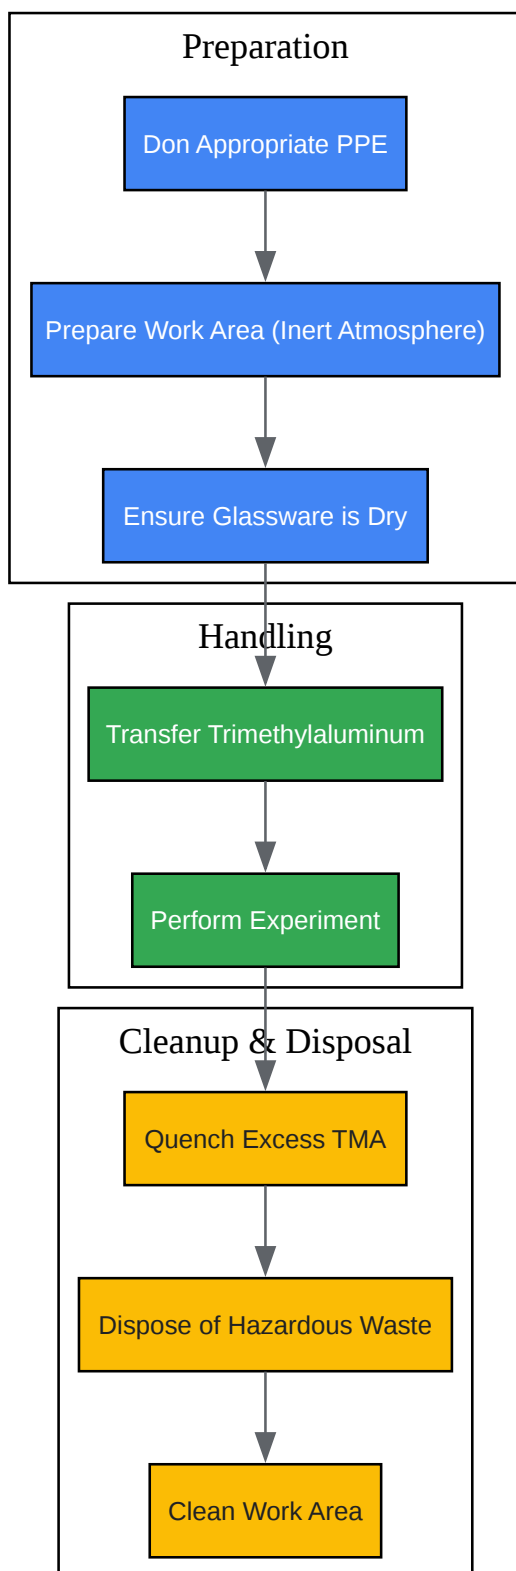 Preparation
Don Appropriate PPE
Prepare Work Area (Inert Atmosphere)
Ensure Glassware is Dry
Handling
Transfer Trimethylaluminum
Perform Experiment
Cleanup & Disposal
Quench Excess TMA
Dispose of Hazardous Waste
Clean Work Area